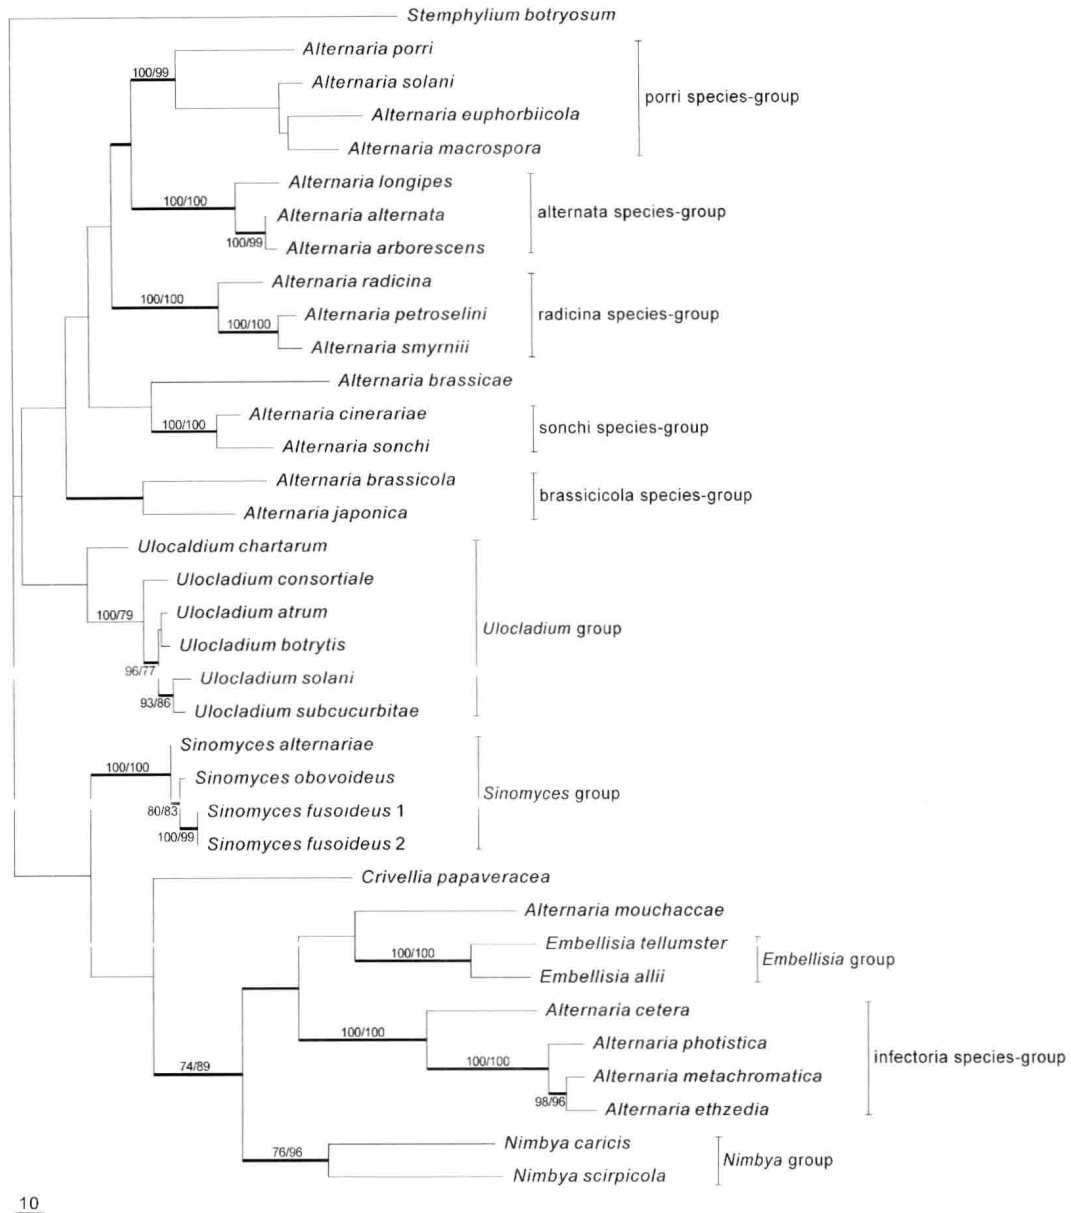 Stemphylium botryosum
Alternaria porri
100/99
Alternaria solani
porri species-group
Alternaria euphorbiicola
Alternaria macrospora
Alternaria longipes
100/100
Alternaria alternata
alternata species-group
100/99
Alternaria arborescens
Alternaria radicina
100/100
Alternaria petroselini
radicina species-group
100/100
Alternaria smyrniii
Alternaria brassicae
Alternaria cinerariae
100/100
sonchi species-group
Alternaria sonchi
Alternaria brassicola
brassicicola species-group
Alternaria japonica
Ulocaldium chartarum
Ulocladium consortiale
100/79
Ulocladium atrum
Ulocladium group
Ulocladium botrytis
96/77
Ulocladium solani
93/86
Ulocladium subcucurbitae
Sinomyces alternariae
100/100
Sinomyces obovoideus
Sinomyces group
80/83
Sinomyces fusoideus 1
100/99
Sinomyces fusoideus 2
Crivellia papaveracea
Alternaria mouchaccae
Embellisia tellumster
100/100
Embellisia group
Embellisia allii
Alternaria cetera
100/100
Alternaria photistica
100/100
infectoria species-group
Alternaria metachromatica
74/89
98/96
Alternaria ethzedia
Nimbya caricis
76/96
Nimbya group
Nimbya scirpicola
10